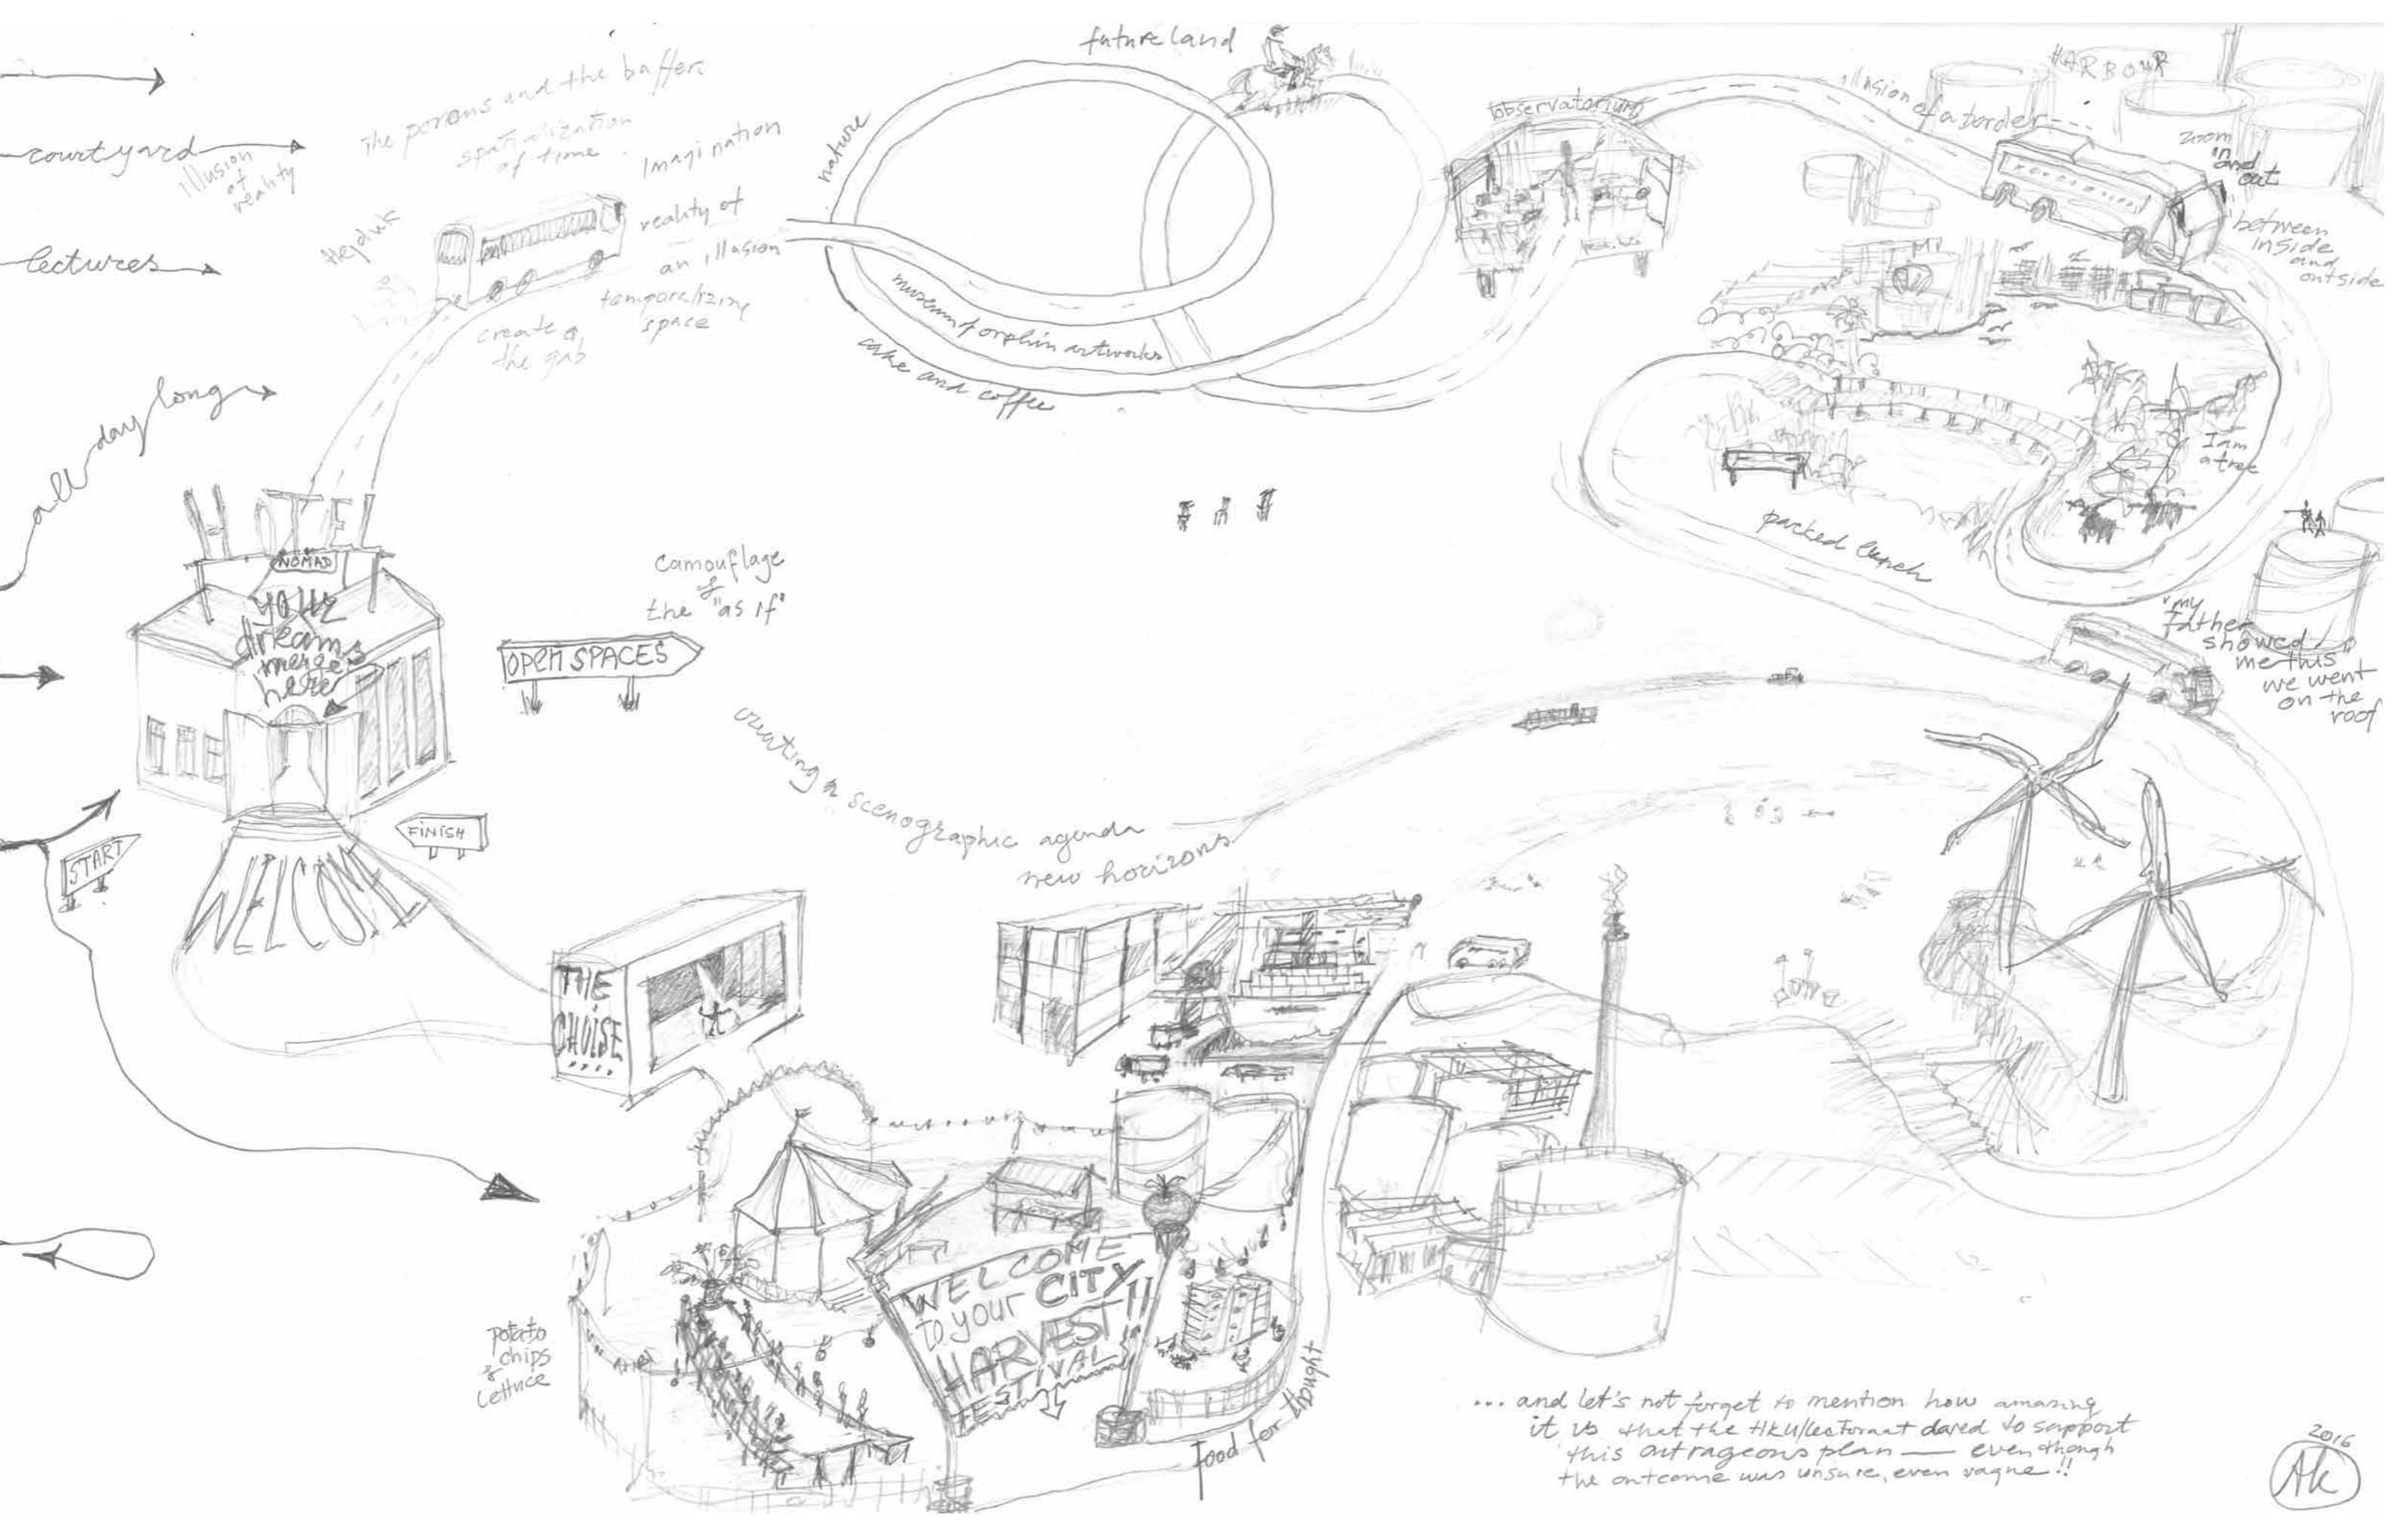 courtyard
lectures
all day long
illusion
of
reality
The porous and the buffer
spatialization
of time
Imagination
reality of
an illusion
temporalizing
space
create a
the gab
Hejduk
nature
futureland
museum of orphin artworks
cake and coffee
observatorium
illusion of a border
HARBOUR
zoom
in
and
out
between
inside
and
outside
I am
a tree
packed lunch
"my
father
showed
me this
we went
on the
roof
HOTEL
NOMAD
your
dreams
merge
here
START
FINISH
WELCOME
camouflage
&
the "as if"
OPEN SPACES
creating a scenographic agenda
new horizons
THE
CRUISE
....
WELCOME
to your CITY
HARVEST
FESTIVAL
potato
chips
&
Lettuce
Food for thought
... and let's not forget to mention how amazing
it is that the HKU/lectoraat dared to support
this outrageous plan — even though
the outcome was unsure, even vague!!
2016
Ak